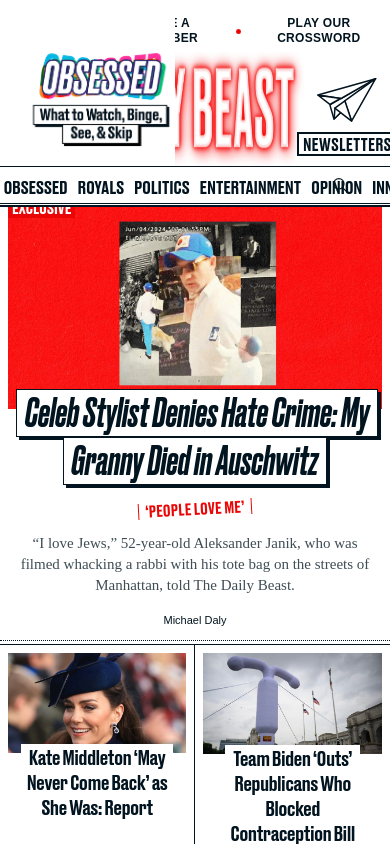 E A
BER
PLAY OUR
CROSSWORD
OBSESSED
What to Watch, Binge,
See, & Skip
Y BEAST
NEWSLETTERS
OBSESSED ROYALS POLITICS ENTERTAINMENT OPINION INN
EXCLUSIVE
Celeb Stylist Denies Hate Crime: My
Granny Died in Auschwitz
‘PEOPLE LOVE ME’
“I love Jews,” 52-year-old Aleksander Janik, who was
filmed whacking a rabbi with his tote bag on the streets of
Manhattan, told The Daily Beast.
Michael Daly
Kate Middleton ‘May
Never Come Back’ as
She Was: Report
Team Biden ‘Outs’
Republicans Who
Blocked
Contraception Bill